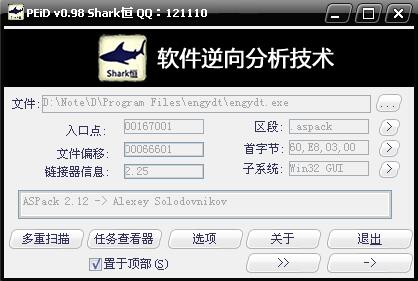 PEiD v0.98 Shark恒 QQ：121110
Shark恒 软件逆向分析技术
文件: D:\Note\D\Program Files\engydt\engydt.exe ...
入口点: 00167001 区段: .aspack >
文件偏移: 00066601 首字节: 60,E8,03,00 >
链接器信息: 2.25 子系统: Win32 GUI >
ASPack 2.12 -> Alexey Solodovnikov
多重扫描 任务查看器 选项 关于 退出
置于顶部(S) >> ->